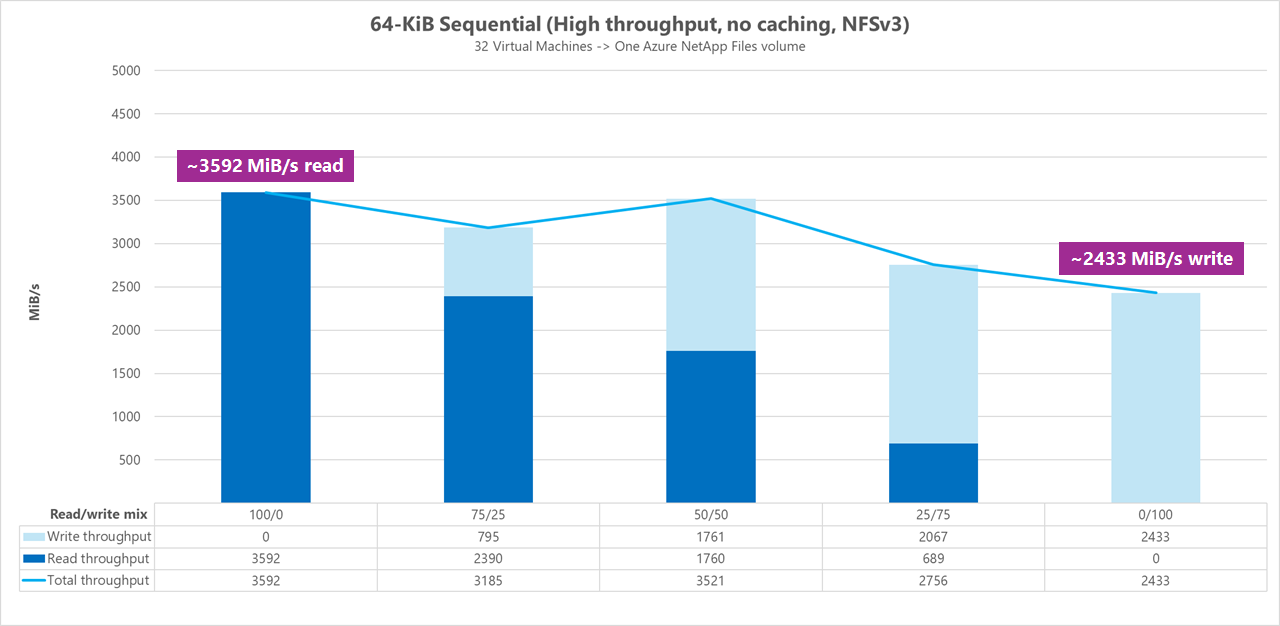 64-KiB Sequential (High throughput, no caching, NFSv3)
32 Virtual Machines -> One Azure NetApp Files volume
5000
4500
4000
3500
3000
2500
2000
1500
1000
500
MiB/s
~3592 MiB/s read
~2433 MiB/s write
Read/write mix 100/0 75/25 50/50 25/75 0/100
Write throughput 0 795 1761 2067 2433
Read throughput 3592 2390 1760 689 0
Total throughput 3592 3185 3521 2756 2433